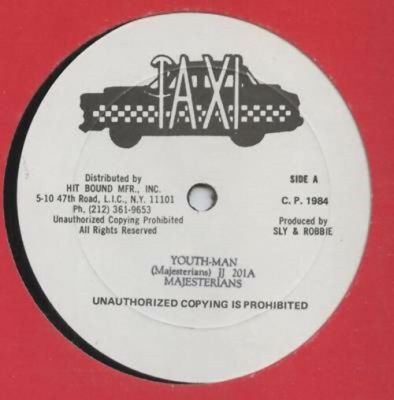 TAXI
Distributed by
HIT BOUND MFR., INC.
5-10 47th Road, L.I.C., N.Y. 11101
Ph. (212) 361-9653
Unauthorized Copying Prohibited
All Rights Reserved
SIDE A
C. P. 1984
Produced by
SLY & ROBBIE
YOUTH-MAN
(Majesterians) JJ 201A
MAJESTERIANS
UNAUTHORIZED COPYING IS PROHIBITED